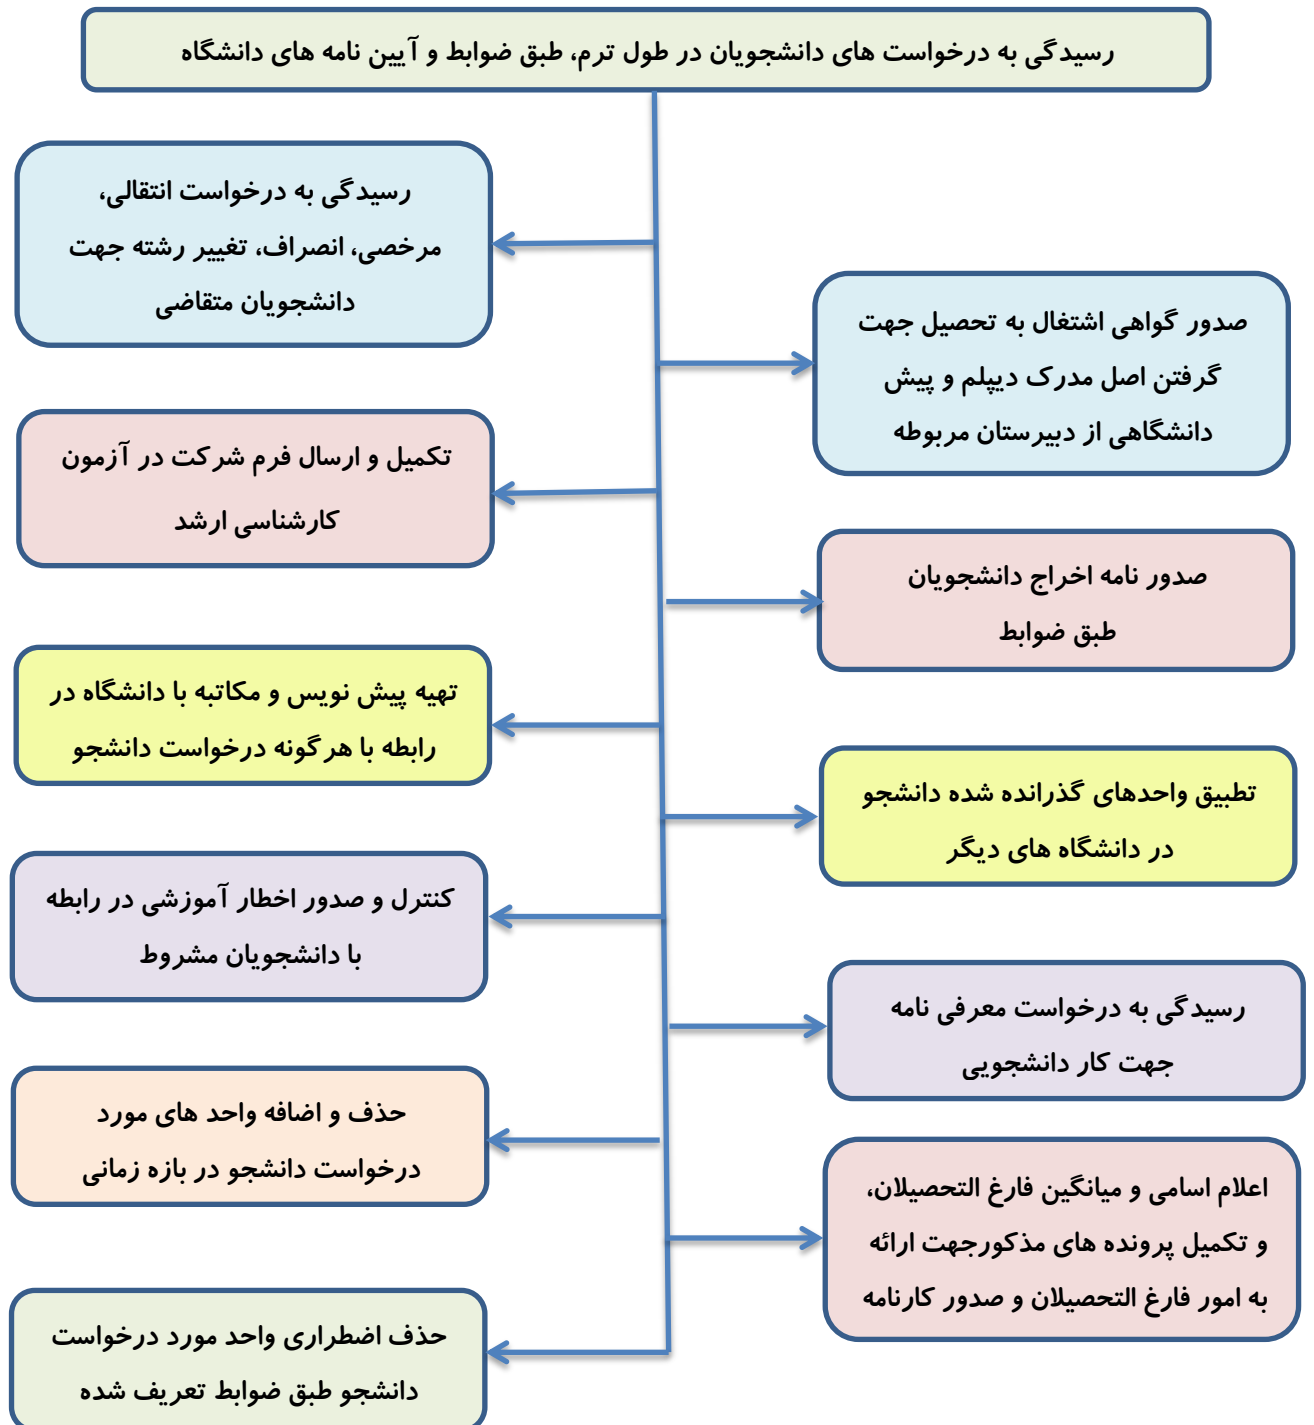 رسیدگی به درخواست های دانشجویان در طول ترم، طبق ضوابط و آیین نامه های دانشگاه
رسیدگی به درخواست انتقالی،
مرخصی، انصراف، تغییر رشته جهت
دانشجویان متقاضی
صدور گواهی اشتغال به تحصیل جهت
گرفتن اصل مدرک دیپلم و پیش
دانشگاهی از دبیرستان مربوطه
تکمیل و ارسال فرم شرکت در آزمون
کارشناسی ارشد
صدور نامه اخراج دانشجویان
طبق ضوابط
تهیه پیش نویس و مکاتبه با دانشگاه در
رابطه با هرگونه درخواست دانشجو
تطبیق واحدهای گذرانده شده دانشجو
در دانشگاه های دیگر
کنترل و صدور اخطار آموزشی در رابطه
با دانشجویان مشروط
رسیدگی به درخواست معرفی نامه
جهت کار دانشجویی
حذف و اضافه واحد های مورد
درخواست دانشجو در بازه زمانی
اعلام اسامی و میانگین فارغ التحصیلان،
و تکمیل پرونده های مذکورجهت ارائه
به امور فارغ التحصیلان و صدور کارنامه
حذف اضطراری واحد مورد درخواست
دانشجو طبق ضوابط تعریف شده